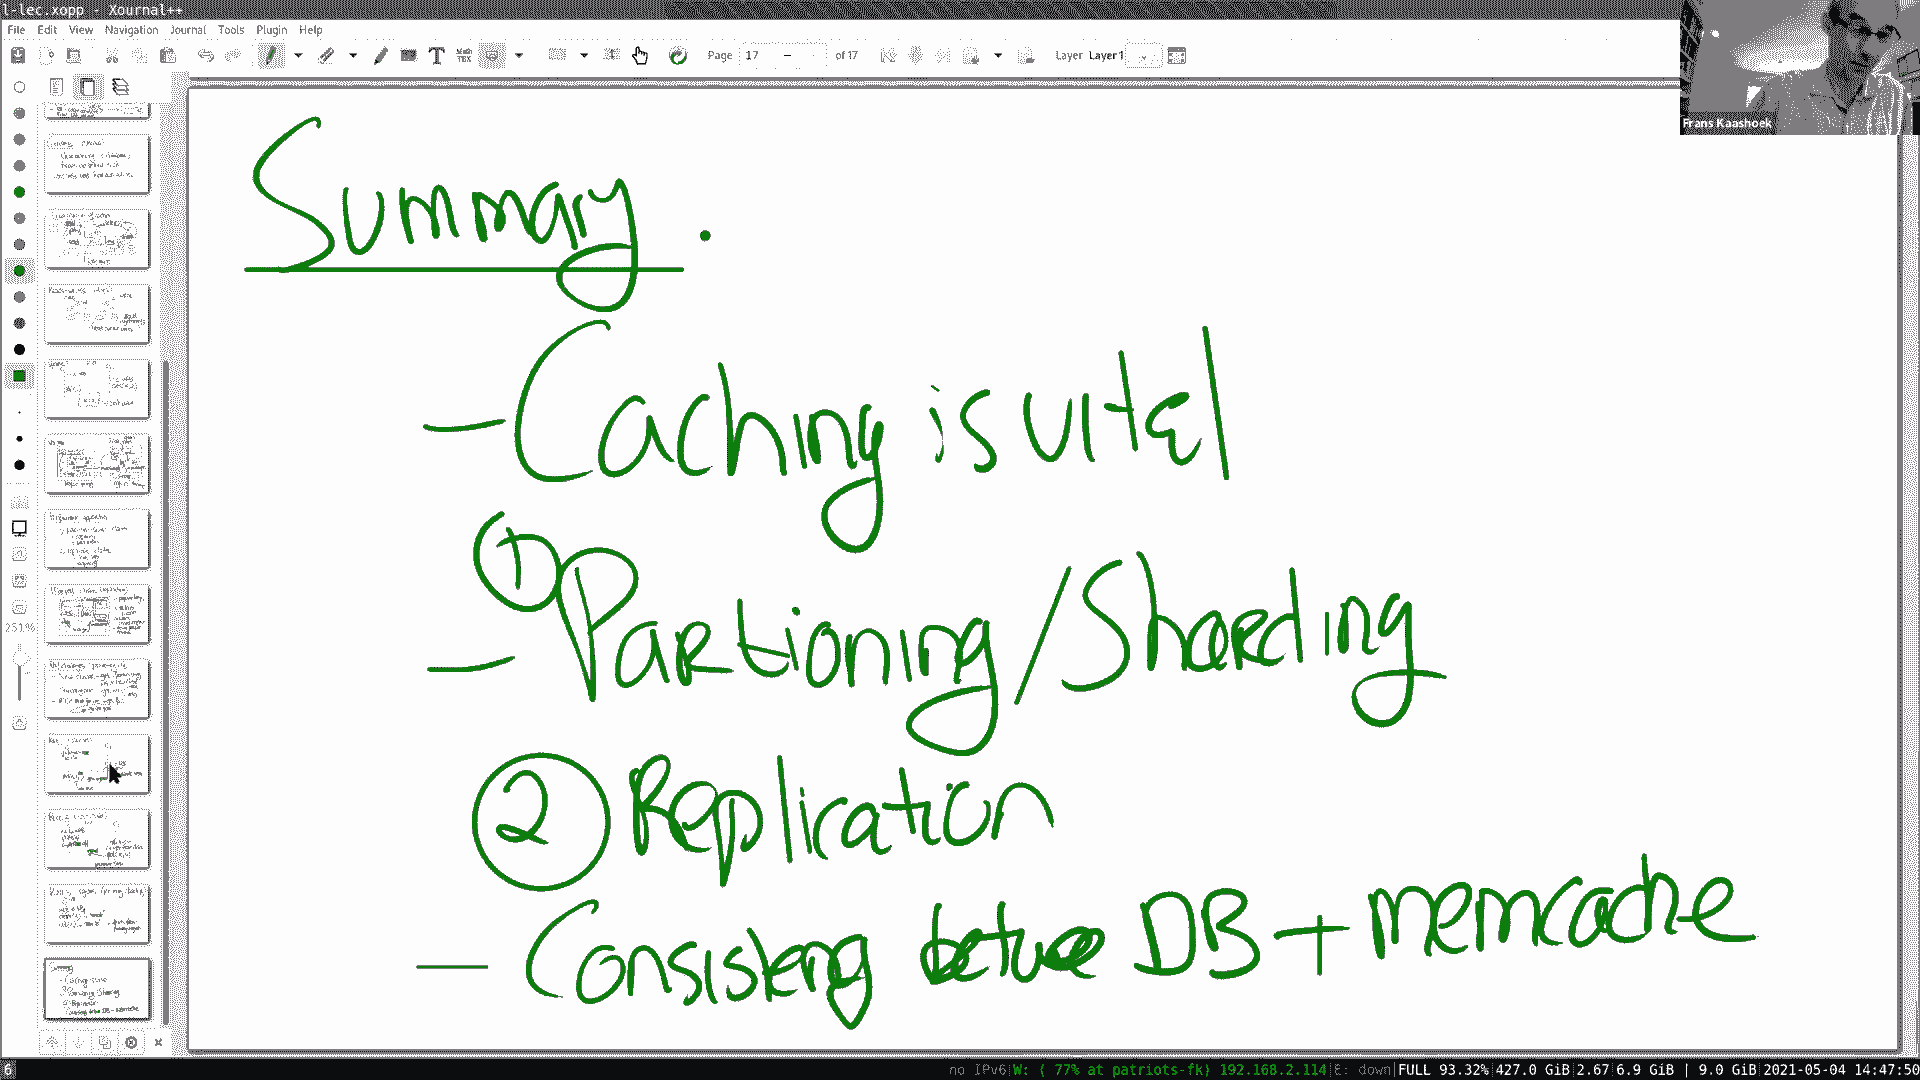 l-lec.xopp - Xournal++
File Edit View Navigation Journal Tools Plugin Help
Page 17 of 17 Layer Layer1
Frans Kaashoek
Summary .
- Caching is vital
① - Partioning/Sharding
② Replication
- Consisteny betwee DB + memcache
251%
6 no IPv6 W: ( 77% at patriots-fk) 192.168.2.114 E: down FULL 93.32% 427.0 GiB 2.67 6.9 GiB | 9.0 GiB 2021-05-04 14:47:50